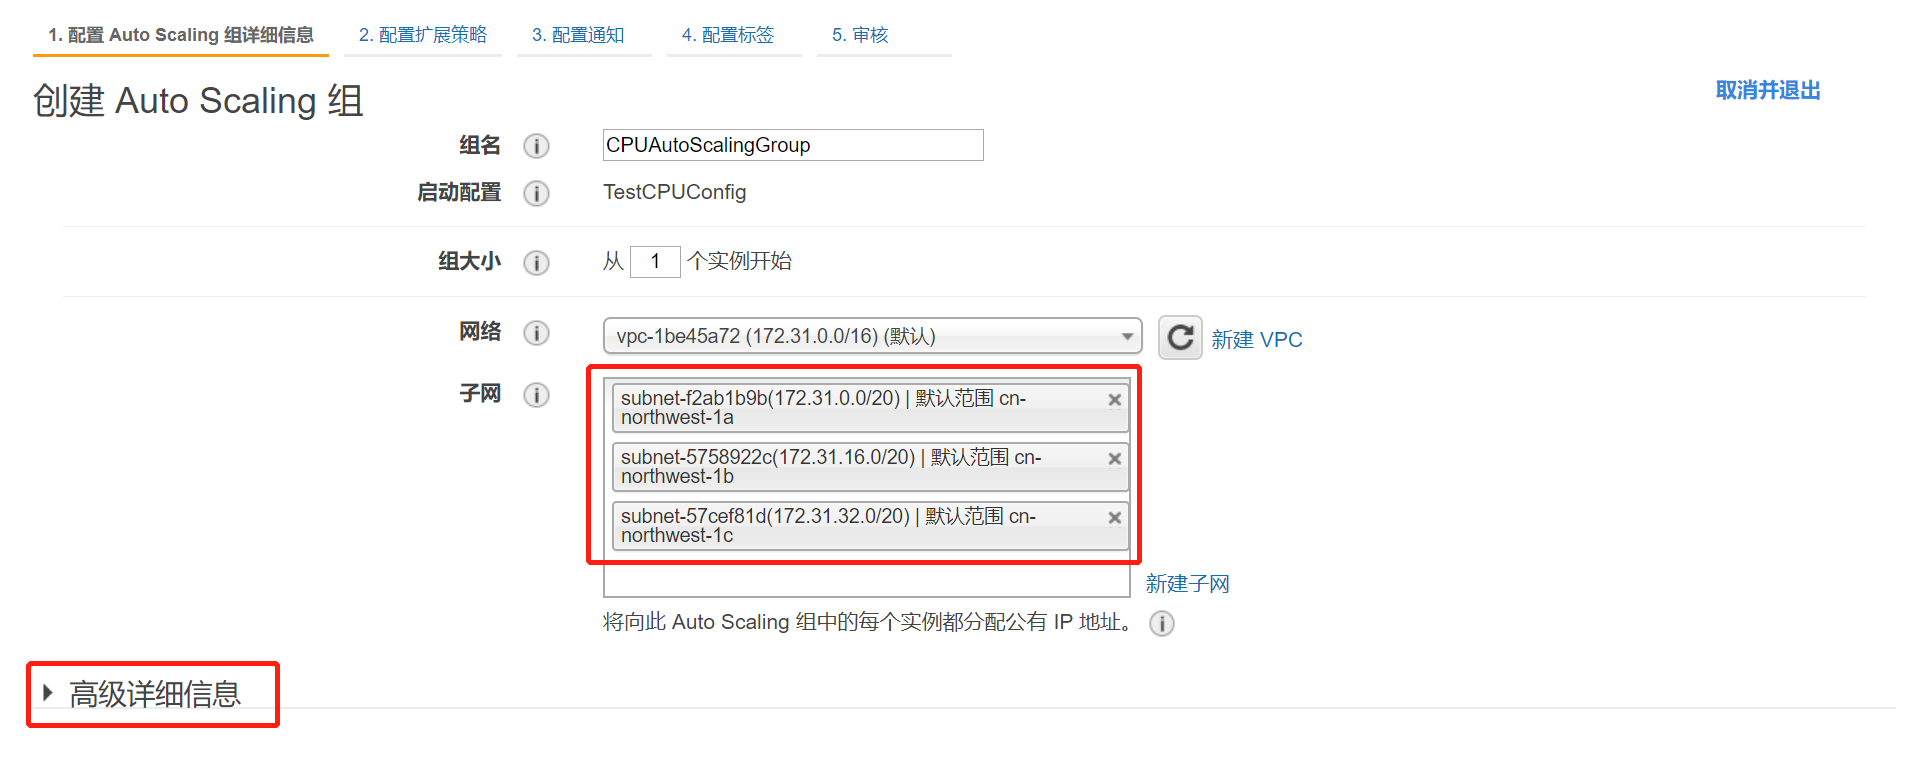 1. 配置 Auto Scaling 组详细信息 2. 配置扩展策略 3. 配置通知 4. 配置标签 5. 审核
创建 Auto Scaling 组
取消并退出
组名 i CPUAutoScalingGroup
启动配置 i TestCPUConfig
组大小 i 从 1 个实例开始
网络 i vpc-1be45a72 (172.31.0.0/16) (默认) 新建 VPC
子网 i subnet-f2ab1b9b(172.31.0.0/20) | 默认范围 cn-
northwest-1a
subnet-5758922c(172.31.16.0/20) | 默认范围 cn-
northwest-1b
subnet-57cef81d(172.31.32.0/20) | 默认范围 cn-
northwest-1c
新建子网
将向此 Auto Scaling 组中的每个实例都分配公有 IP 地址。 i
高级详细信息